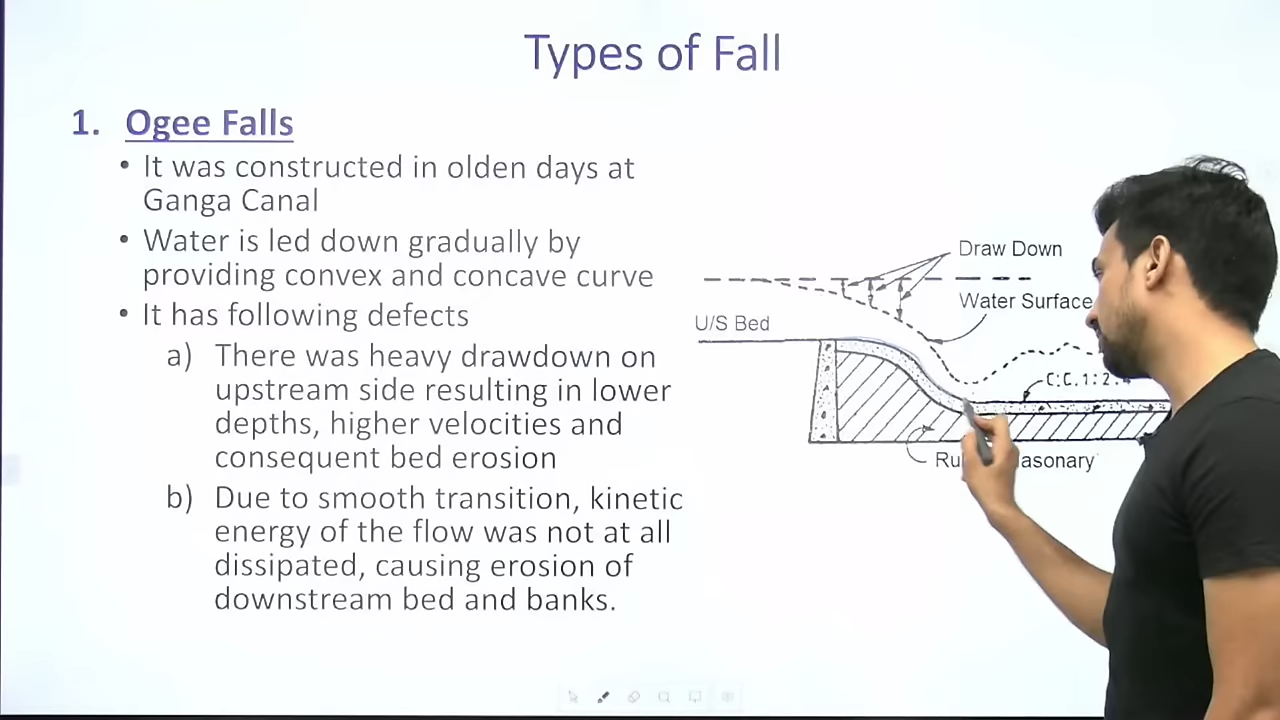 Types of Fall
1. Ogee Falls
• It was constructed in olden days at
Ganga Canal
• Water is led down gradually by
providing convex and concave curve
• It has following defects
a) There was heavy drawdown on
upstream side resulting in lower
depths, higher velocities and
consequent bed erosion
b) Due to smooth transition, kinetic
energy of the flow was not at all
dissipated, causing erosion of
downstream bed and banks.
Draw Down
Water Surface
U/S Bed
C.C.1:2.